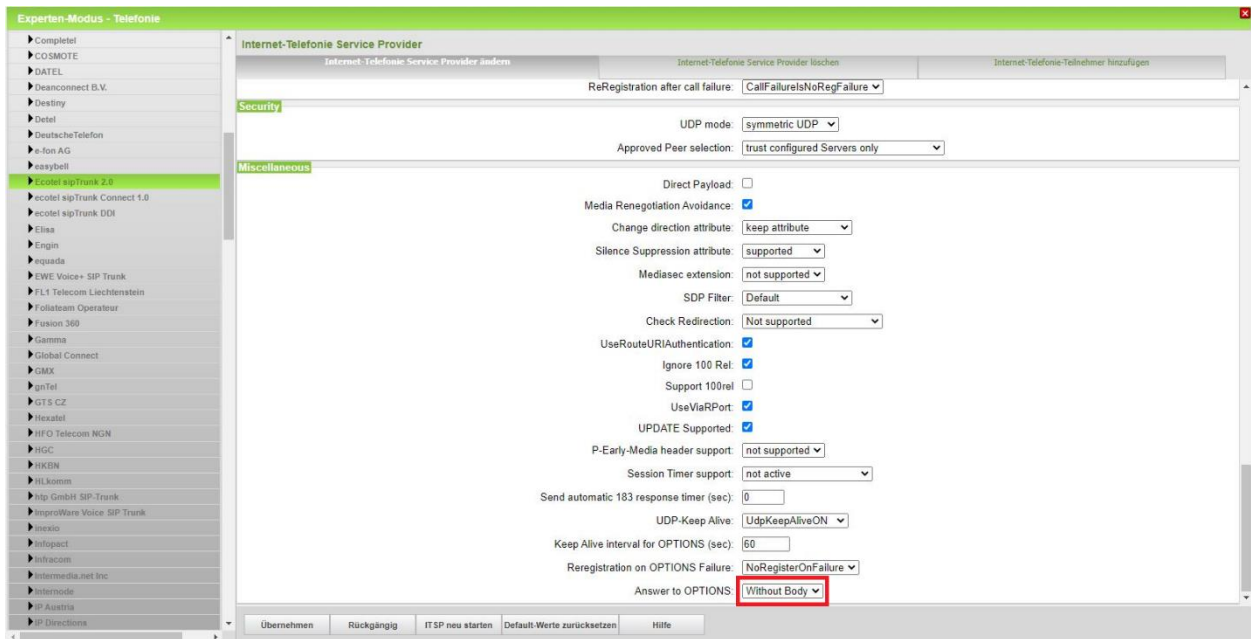 Experten-Modus - Telefonie
Completel
COSMOTE
DATEL
Deanconnect B.V.
Destiny
Detel
DeutscheTelefon
e-fon AG
easybell
Ecotel sipTrunk 2.0
ecotel sipTrunk Connect 1.0
ecotel sipTrunk DDI
Elisa
Engin
equada
EWE Voice+ SIP Trunk
FL1 Telecom Liechtenstein
Foliateam Operateur
Fusion 360
Gamma
Global Connect
GMX
gnTel
GTS CZ
Hexatel
HFO Telecom NGN
HGC
HKBN
HLkomm
htp GmbH SIP-Trunk
ImproWare Voice SIP Trunk
inexio
Infopact
Infracom
Intermedia.net Inc
Internode
IP Austria
IP Directions
Internet-Telefonie Service Provider
Internet-Telefonie Service Provider ändern
Internet-Telefonie Service Provider löschen
Internet-Telefonie-Teilnehmer hinzufügen
ReRegistration after call failure: CallFailureIsNoRegFailure
Security
UDP mode: symmetric UDP
Approved Peer selection: trust configured Servers only
Miscellaneous
Direct Payload:
Media Renegotiation Avoidance:
Change direction attribute: keep attribute
Silence Suppression attribute: supported
Mediasec extension: not supported
SDP Filter: Default
Check Redirection: Not supported
UseRouteURIAuthentication:
Ignore 100 Rel:
Support 100rel
UseViaRPort:
UPDATE Supported:
P-Early-Media header support: not supported
Session Timer support: not active
Send automatic 183 response timer (sec): 0
UDP-Keep Alive: UdpKeepAliveON
Keep Alive interval for OPTIONS (sec): 60
Reregistration on OPTIONS Failure: NoRegisterOnFailure
Answer to OPTIONS: Without Body
Übernehmen
Rückgängig
ITSP neu starten
Default-Werte zurücksetzen
Hilfe